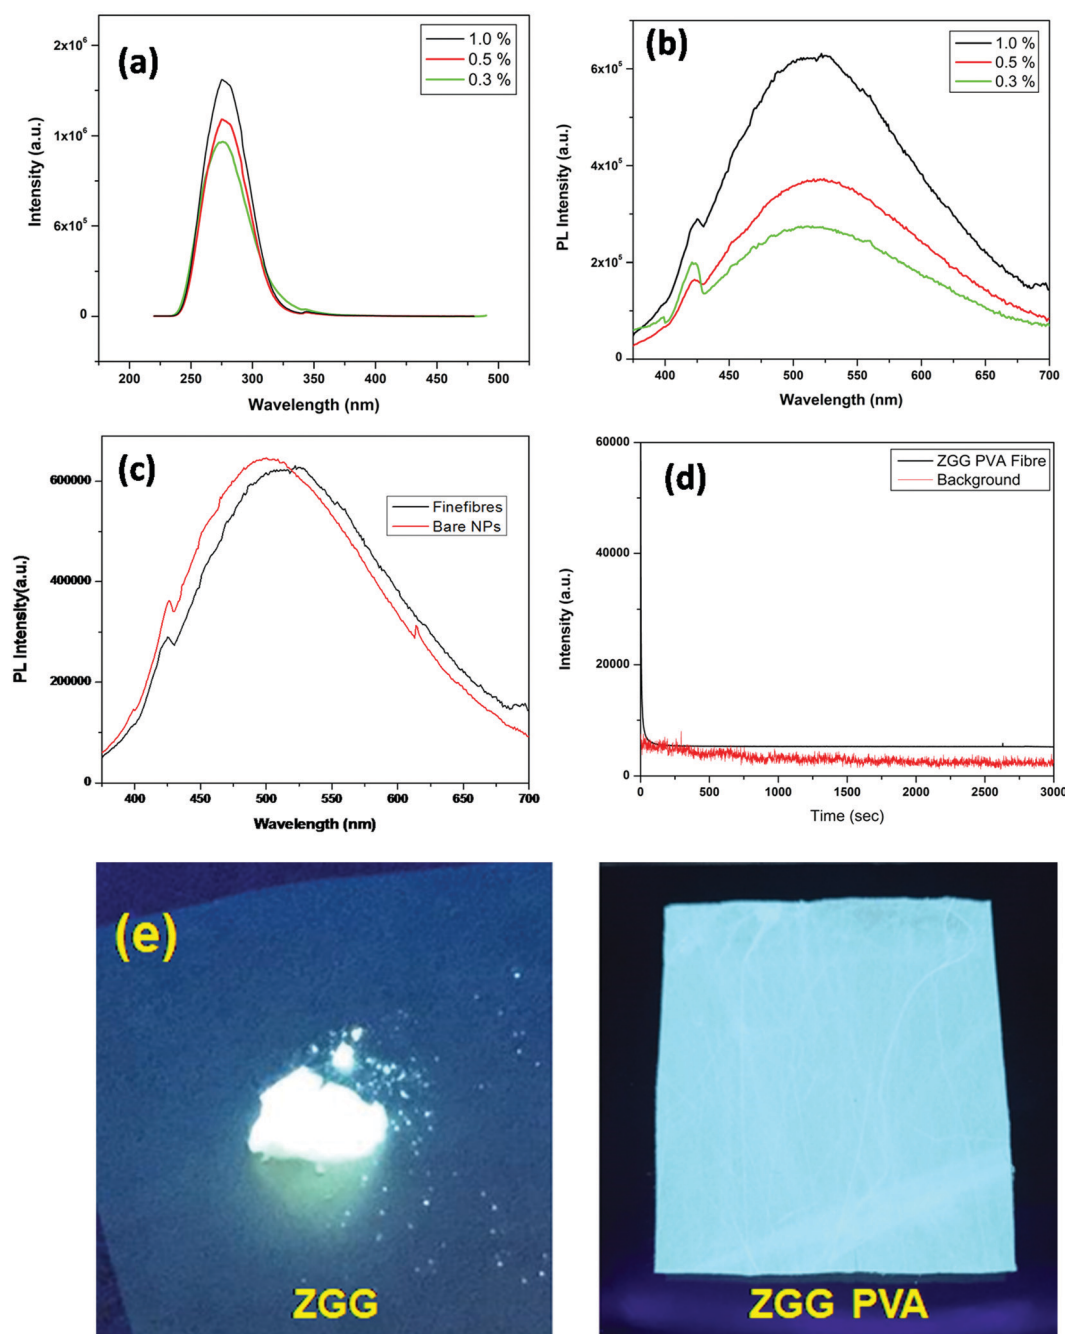 (a)
1.0 %
0.5 %
0.3 %
2x10⁶
1x10⁶
6x10⁵
0
Intensity (a.u.)
200 250 300 350 400 450 500
Wavelength (nm)
(b)
1.0 %
0.5 %
0.3 %
6x10⁵
4x10⁵
2x10⁵
0
PL Intensity (a.u.)
400 450 500 550 600 650 700
Wavelength (nm)
(c)
Finefibres
Bare NPs
600000
400000
200000
0
PL Intensity(a.u.)
400 450 500 550 600 650 700
Wavelength (nm)
(d)
ZGG PVA Fibre
Background
60000
40000
20000
0
Intensity (a.u.)
0 500 1000 1500 2000 2500 3000
Time (sec)
(e)
ZGG
ZGG PVA